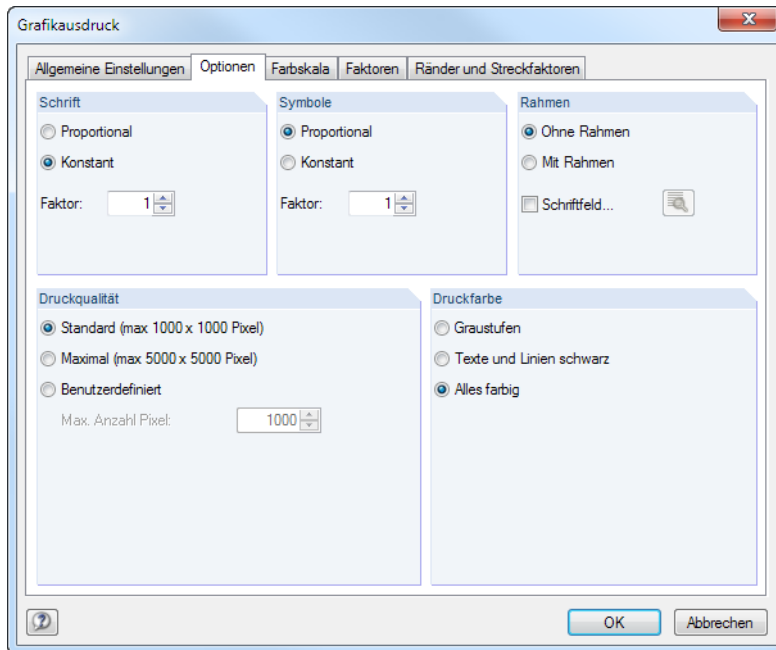 Grafikausdruck
Allgemeine Einstellungen Optionen Farbskala Faktoren Ränder und Streckfaktoren
Schrift
Proportional
Konstant
Faktor: 1
Symbole
Proportional
Konstant
Faktor: 1
Rahmen
Ohne Rahmen
Mit Rahmen
Schriftfeld...
Druckqualität
Standard (max 1000 x 1000 Pixel)
Maximal (max 5000 x 5000 Pixel)
Benutzerdefiniert
Max. Anzahl Pixel: 1000
Druckfarbe
Graustufen
Texte und Linien schwarz
Alles farbig
OK Abbrechen